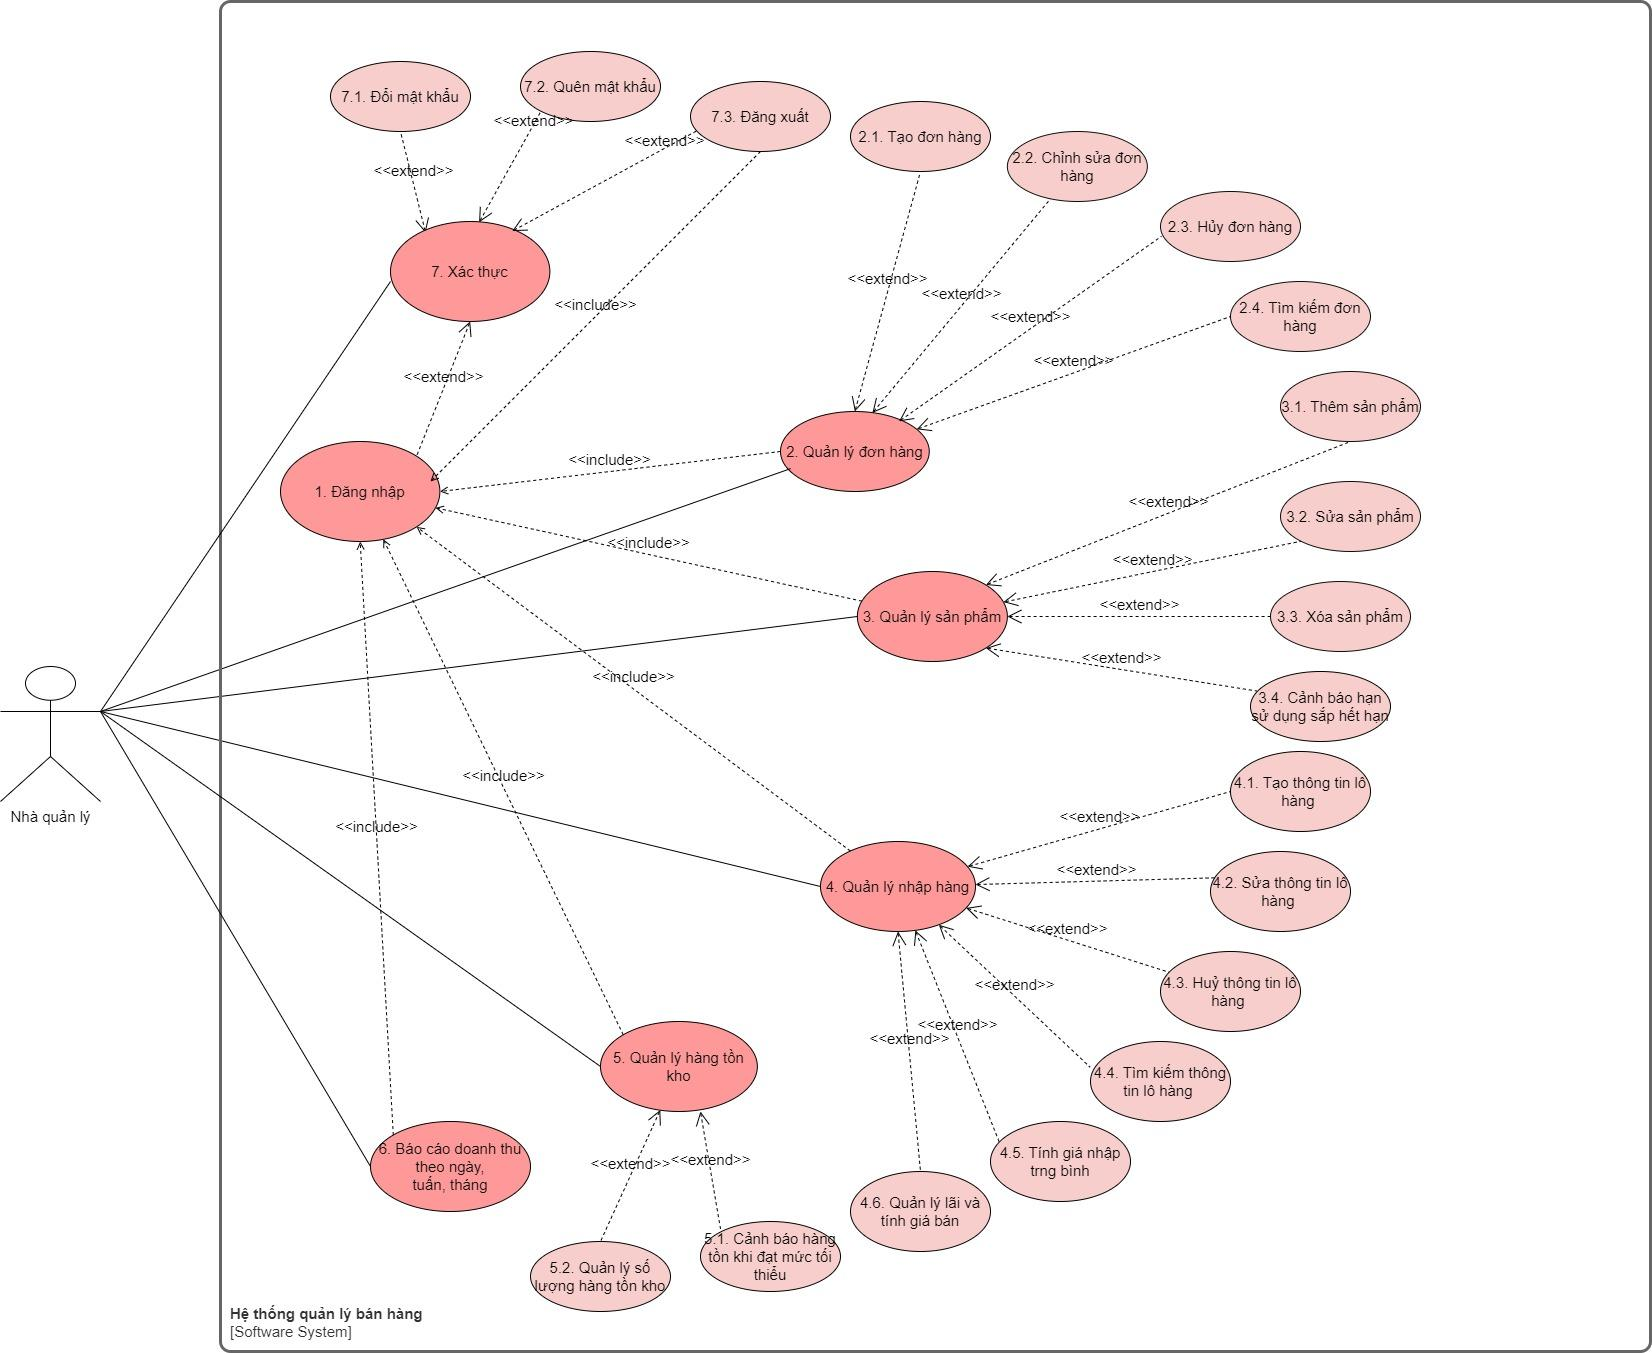 7.1. Đổi mật khẩu
7.2. Quên mật khẩu
7.3. Đăng xuất
<<extend>>
<<extend>>
<<extend>>
2.1. Tạo đơn hàng
2.2. Chỉnh sửa đơn
hàng
2.3. Hủy đơn hàng
2.4. Tìm kiếm đơn
hàng
7. Xác thực
<<include>>
<<extend>>
<<extend>>
<<extend>>
<<extend>>
<<extend>>
1. Đăng nhập
<<include>>
2. Quản lý đơn hàng
3.1. Thêm sản phẩm
<<extend>>
3.2. Sửa sản phẩm
<<include>>
<<extend>>
3. Quản lý sản phẩm
<<extend>>
3.3. Xóa sản phẩm
<<extend>>
3.4. Cảnh báo hạn
sử dụng sắp hết hạn
<<include>>
Nhà quản lý
<<include>>
<<include>>
4.1. Tạo thông tin lô
hàng
<<extend>>
4. Quản lý nhập hàng
<<extend>>
4.2. Sửa thông tin lô
hàng
<<extend>>
4.3. Huỷ thông tin lô
hàng
<<extend>>
<<extend>>
<<extend>>
4.4. Tìm kiếm thông
tin lô hàng
5. Quản lý hàng tồn
kho
6. Báo cáo doanh thu
theo ngày,
tuấn, tháng
<<extend>>
<<extend>>
4.5. Tính giá nhập
trng bình
4.6. Quản lý lãi và
tính giá bán
5.1. Cảnh báo hàng
tồn khi đạt mức tối
thiểu
5.2. Quản lý số
lượng hàng tồn kho
Hệ thống quản lý bán hàng
[Software System]